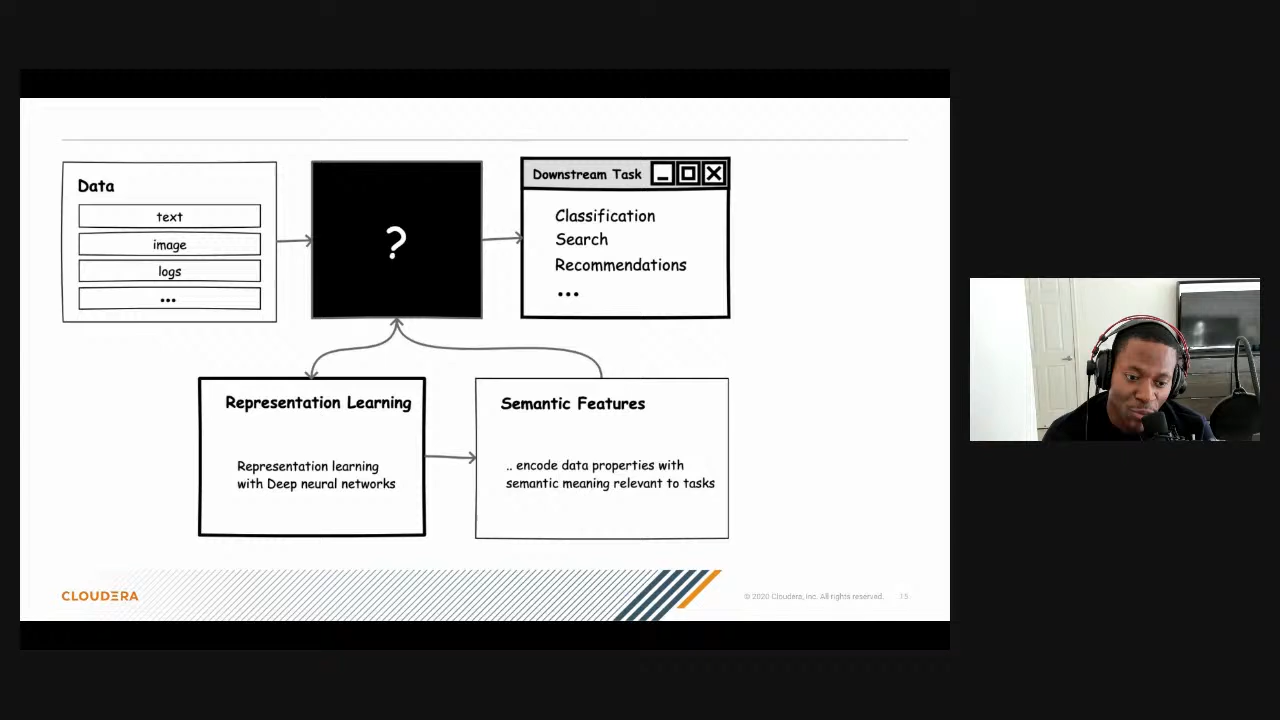 Data
text
image
logs
...
?
Downstream Task
Classification
Search
Recommendations
...
Representation Learning
Representation learning
with Deep neural networks
Semantic Features
.. encode data properties with
semantic meaning relevant to tasks
CLOUDERA
© 2020 Cloudera, Inc. All rights reserved. 15